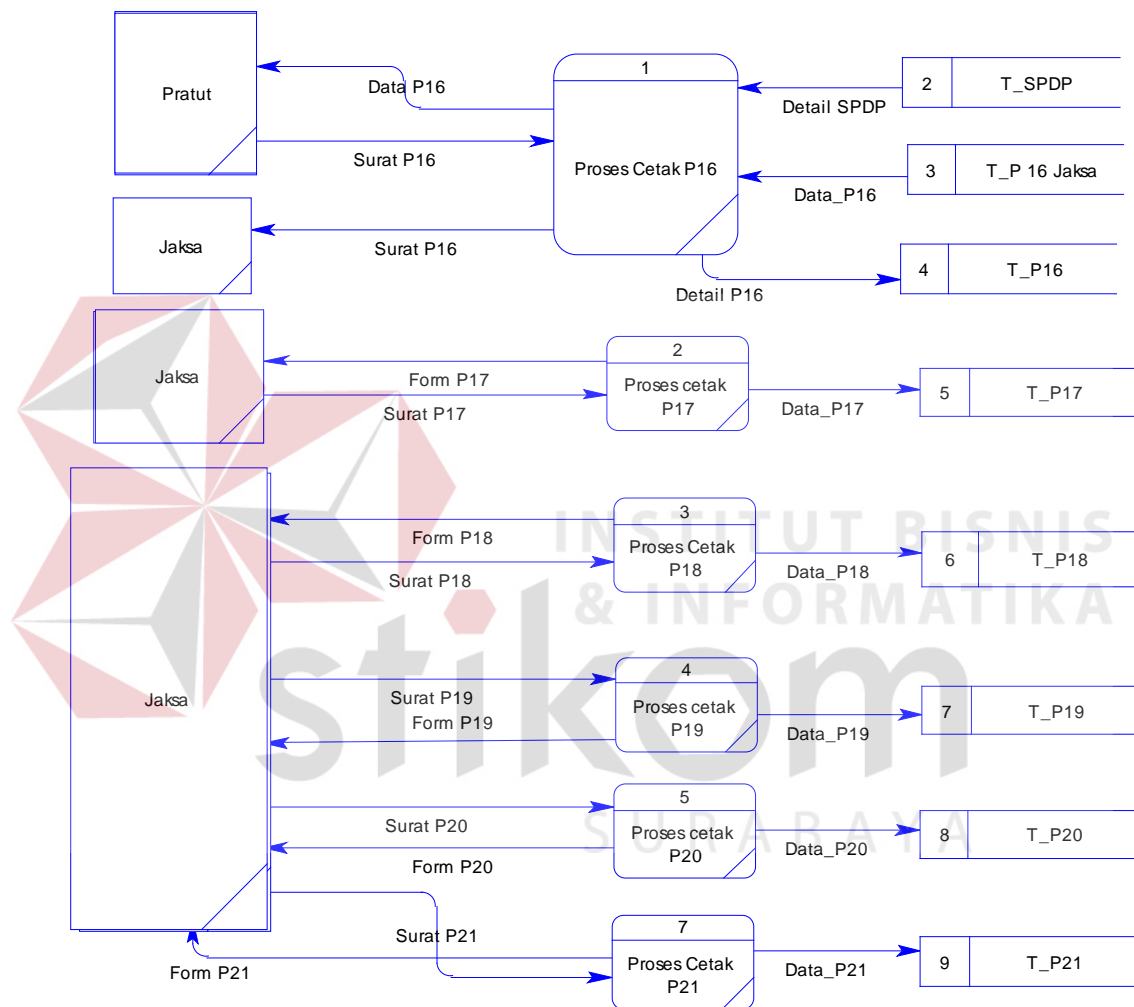 1
Pratut
Data P16
Surat P16
Proses Cetak P16
Detail SPDP
2 T_SPDP
Data_P16
3 T_P 16 Jaksa
Jaksa
Surat P16
Detail P16
4 T_P16
Jaksa
Form P17
Surat P17
2
Proses cetak
P17
Data_P17
5 T_P17
Jaksa
Form P18
Surat P18
3
Proses Cetak
P18
Data_P18
6 T_P18
Surat P19
Form P19
4
Proses cetak
P19
Data_P19
7 T_P19
Surat P20
Form P20
5
Proses cetak
P20
Data_P20
8 T_P20
Surat P21
Form P21
7
Proses Cetak
P21
Data_P21
9 T_P21
INSTITUT BISNIS
& INFORMATIKA
stikom
SURABAYA